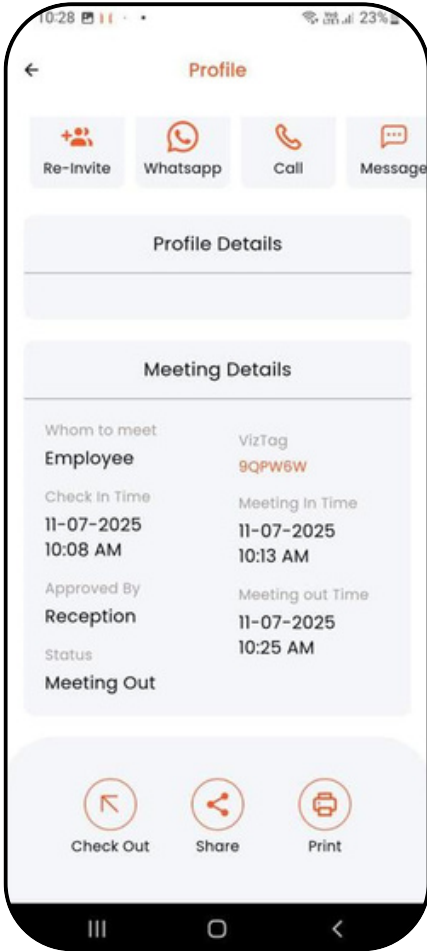 10:28 23%
Profile
Re-Invite Whatsapp Call Message
Profile Details
Meeting Details
Whom to meet
Employee
VizTag
9QPW6W
Check In Time
11-07-2025
10:08 AM
Meeting In Time
11-07-2025
10:13 AM
Approved By
Reception
Meeting out Time
11-07-2025
10:25 AM
Status
Meeting Out
Check Out Share Print